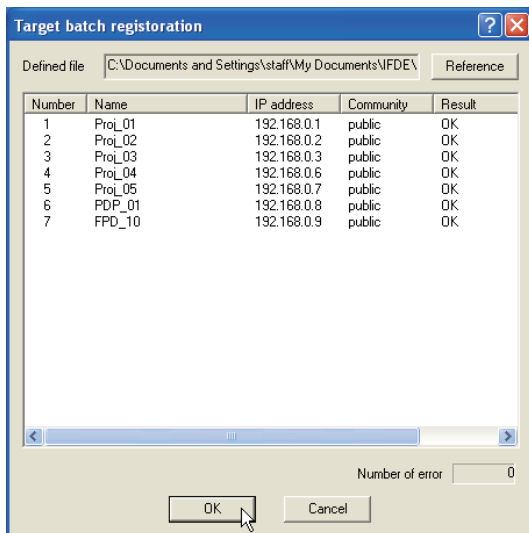 Target batch registoration
Defined file C:\Documents and Settings\staff\My Documents\IFDE\ Reference
Number Name IP address Community Result
1 Proj_01 192.168.0.1 public OK
2 Proj_02 192.168.0.2 public OK
3 Proj_03 192.168.0.3 public OK
4 Proj_04 192.168.0.6 public OK
5 Proj_05 192.168.0.7 public OK
6 PDP_01 192.168.0.8 public OK
7 FPD_10 192.168.0.9 public OK
Number of error 0
OK Cancel